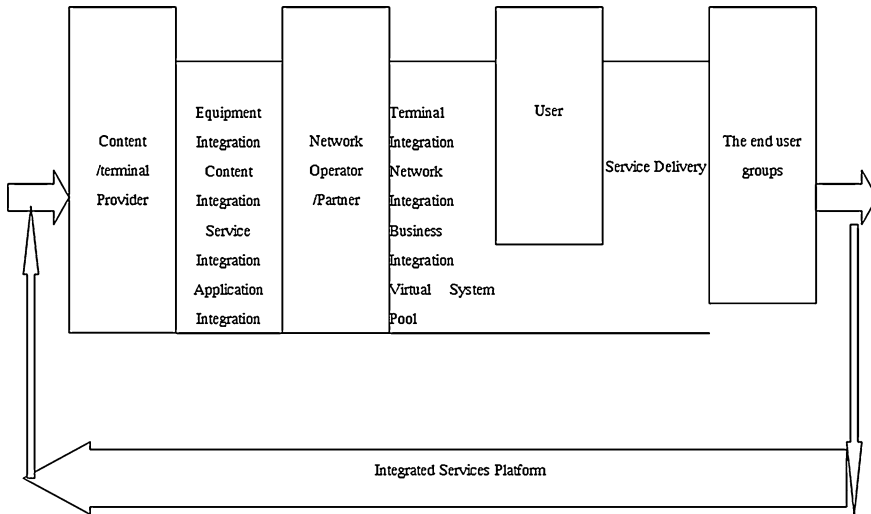 Content
/terminal
Provider
Equipment
Integration
Content
Integration
Service
Integration
Application
Integration
Network
Operator
/Partner
Terminal
Integration
Network
Integration
Business
Integration
Virtual System
Pool
User
Service Delivery
The end user
groups
Integrated Services Platform